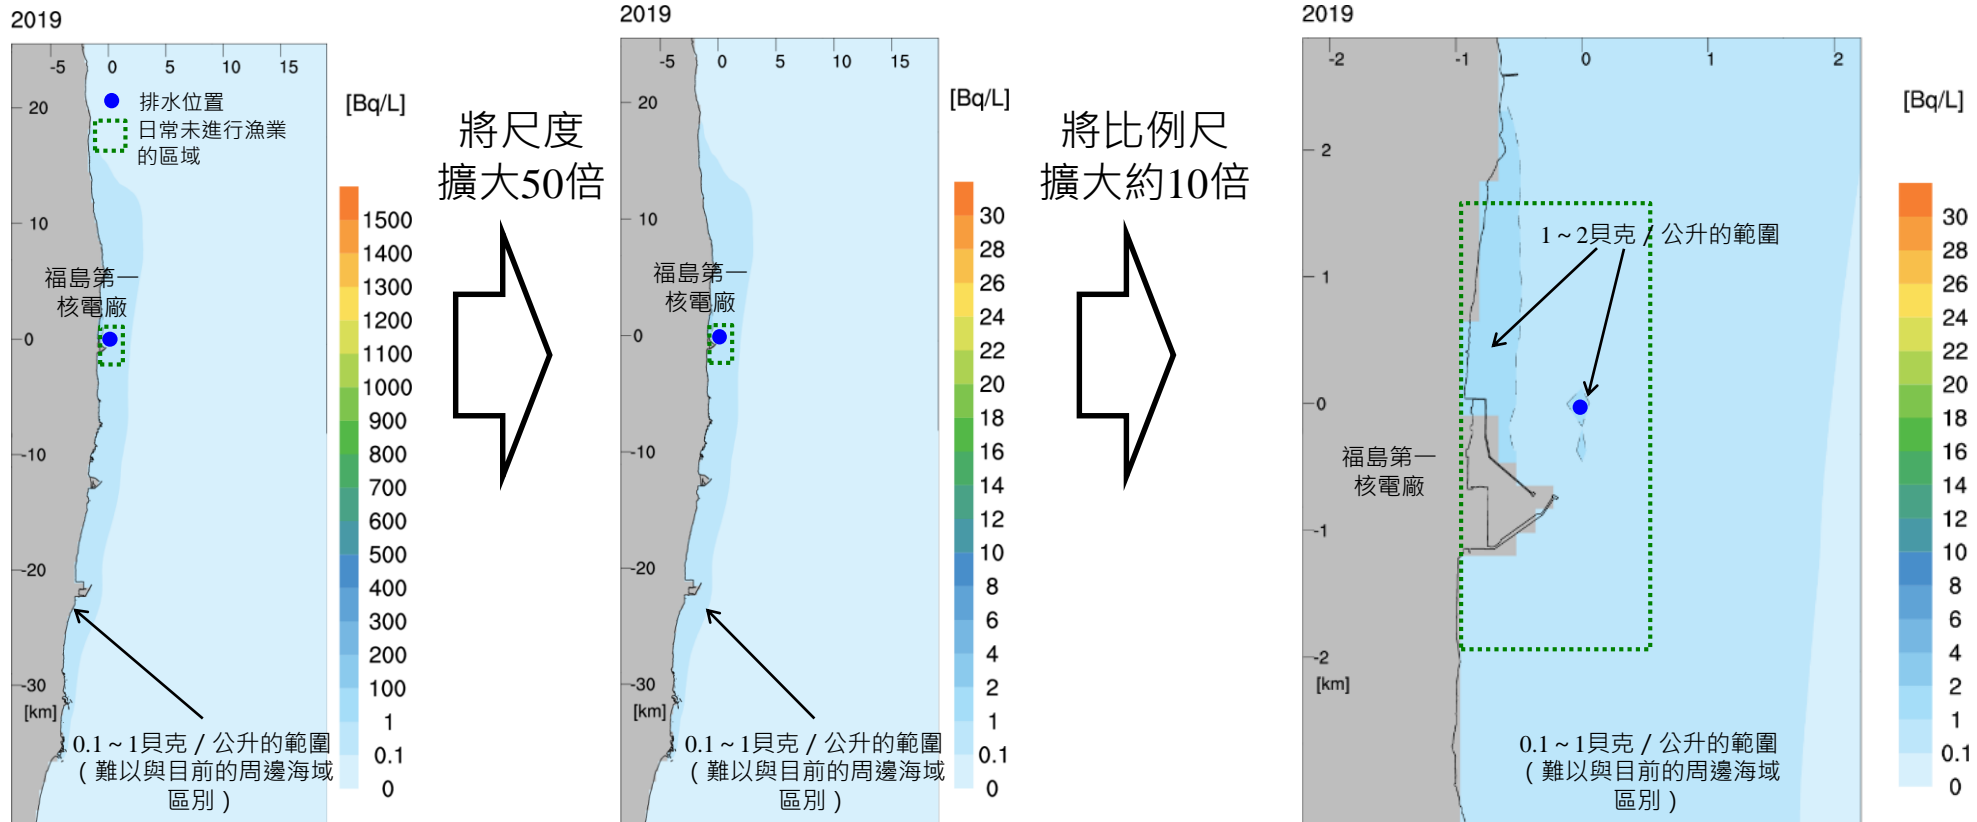 2019
-5 0 5 10 15
20
10
0
-10
-20
-30
[km]
排水位置
日常未進行漁業
的區域
福島第一
核電廠
0.1 ~ 1貝克 / 公升的範圍
( 難以與目前的周邊海域
區別 )
[Bq/L]
1500
1400
1300
1200
1100
1000
900
800
700
600
500
400
300
200
100
1
0.1
0
將尺度
擴大50倍
2019
-5 0 5 10 15
20
10
0
-10
-20
-30
[km]
福島第一
核電廠
0.1 ~ 1貝克 / 公升的範圍
( 難以與目前的周邊海域
區別 )
[Bq/L]
30
28
26
24
22
20
18
16
14
12
10
8
6
4
2
1
0.1
0
將比例尺
擴大約10倍
2019
-2 -1 0 1 2
2
1
0
-1
-2
[km]
1 ~ 2貝克 / 公升的範圍
福島第一
核電廠
0.1 ~ 1貝克 / 公升的範圍
( 難以與目前的周邊海域
區別 )
[Bq/L]
30
28
26
24
22
20
18
16
14
12
10
8
6
4
2
1
0.1
0